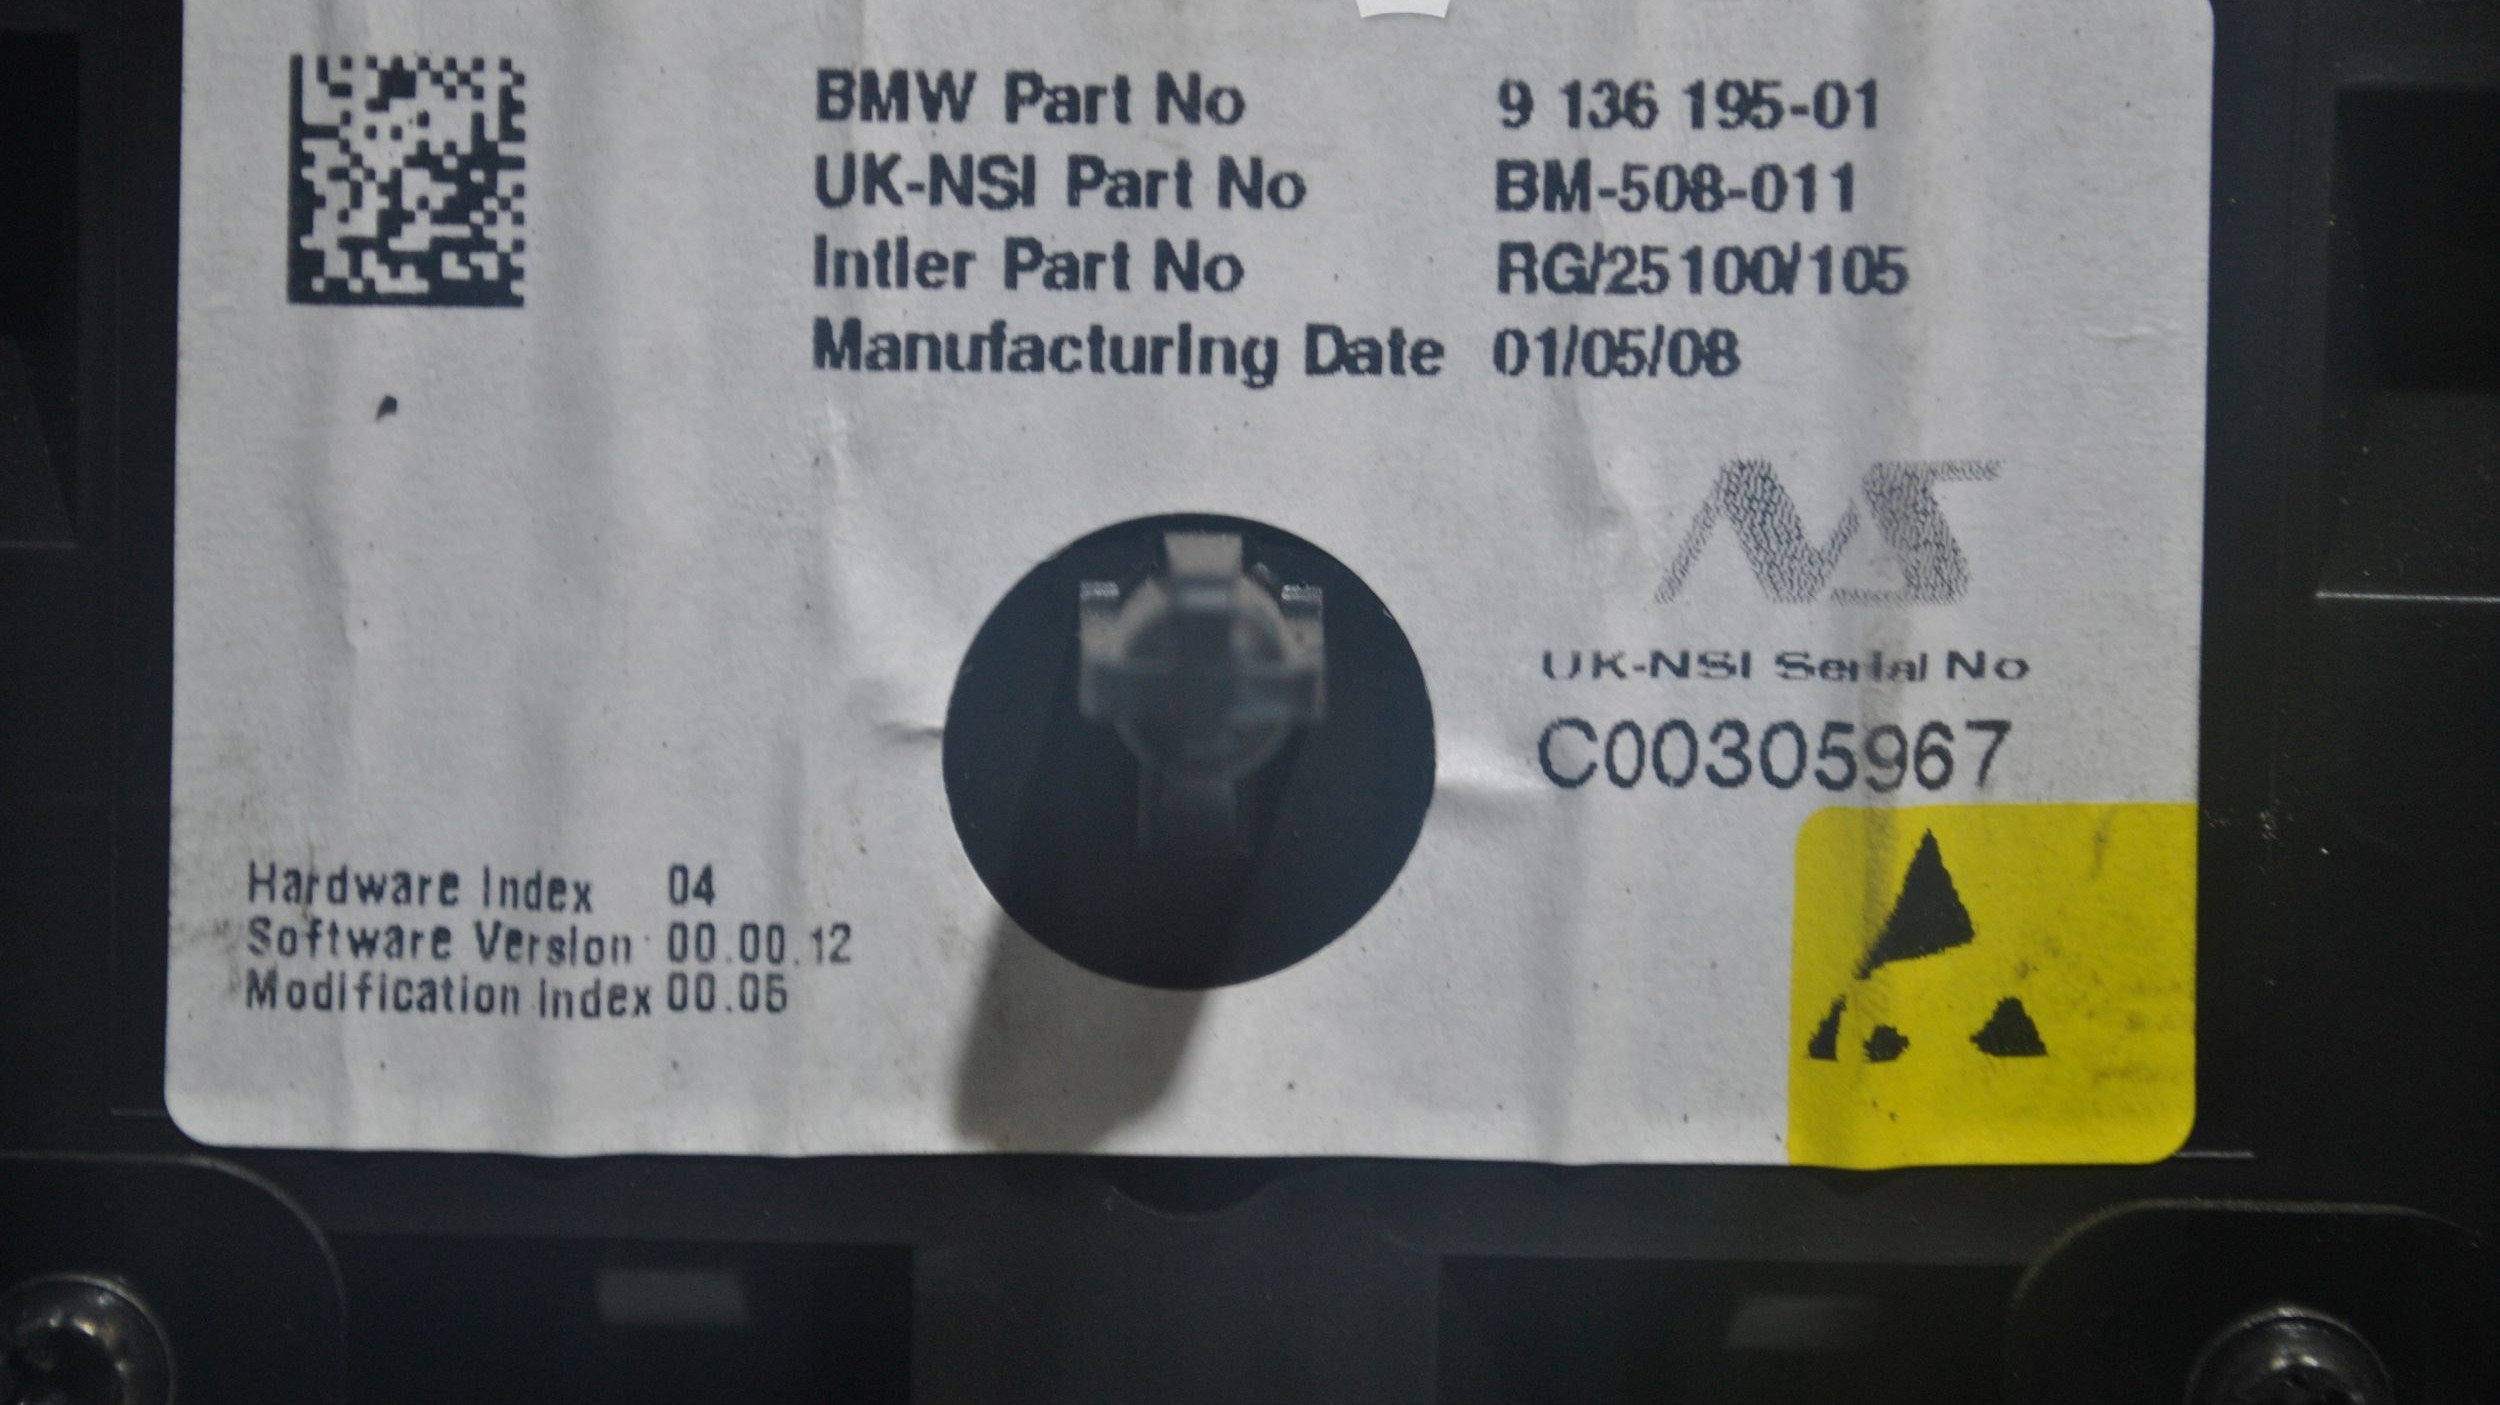 BMW Part No 9 136 195-01
UK-NSI Part No BM-508-011
Intier Part No RG/25100/105
Manufacturing Date 01/05/08
NS
UK-NSI Serial No
C00305967
Hardware Index 04
Software Version 00.00.12
Modification Index 00.05